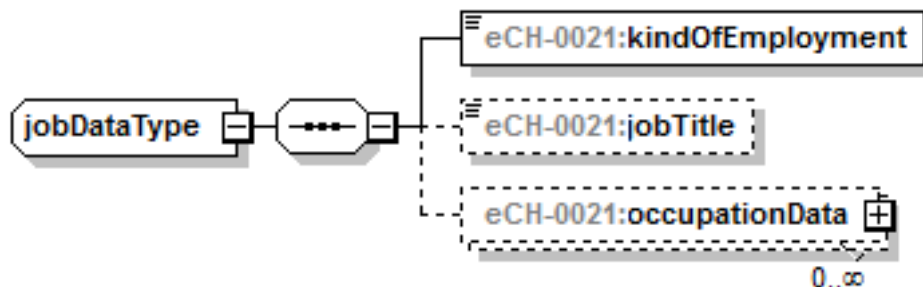 eCH-0021:kindOfEmployment
jobDataType
eCH-0021:jobTitle
eCH-0021:occupationData
0..∞